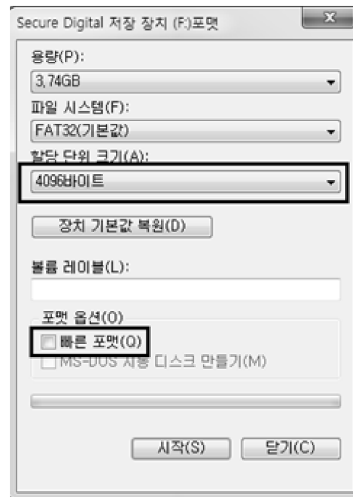 Secure Digital 저장 장치 (F:)포맷
용량(P):
3,74GB
파일 시스템(F):
FAT32(기본값)
할당 단위 크기(A):
4096바이트
장치 기본값 복원(D)
볼륨 레이블(L):
포맷 옵션(O)
빠른 포맷(Q)
MS-DOS 시동 디스크 만들기(M)
시작(S) 닫기(C)